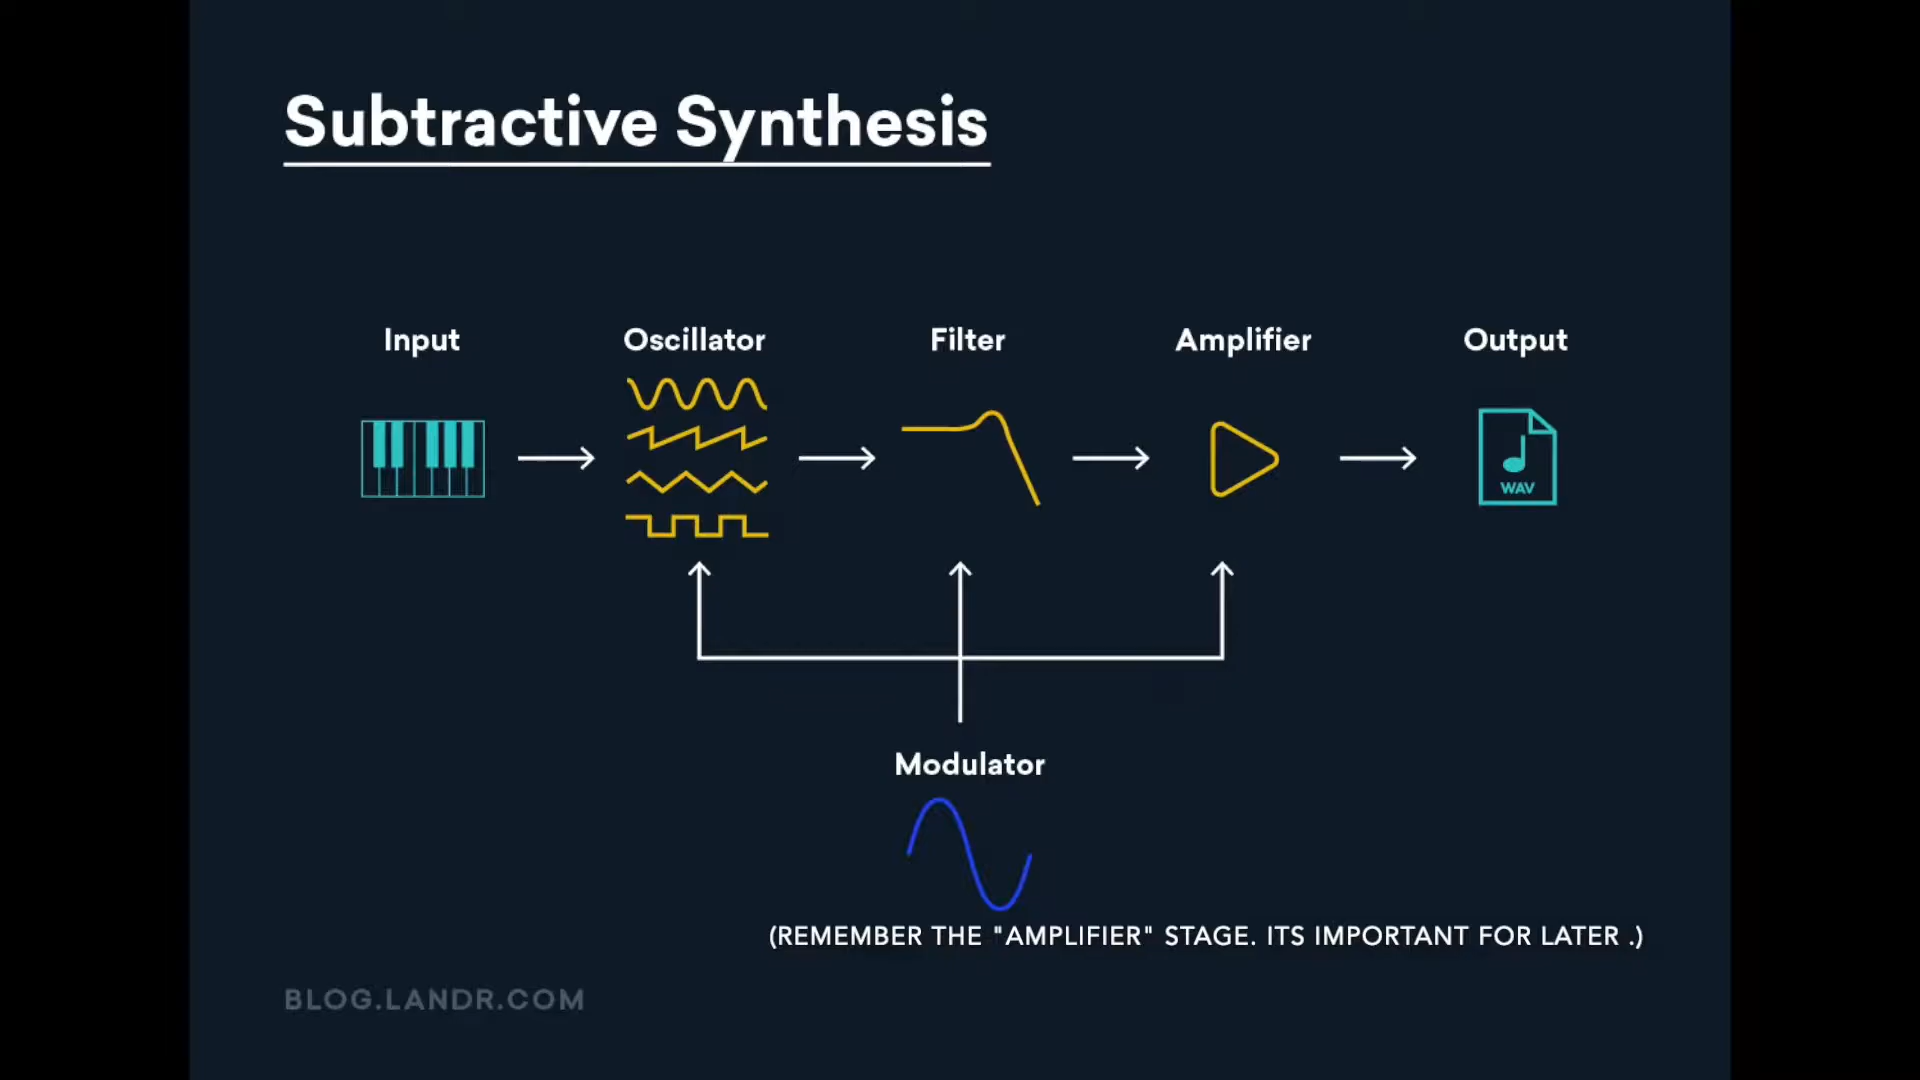 Subtractive Synthesis
Input
Oscillator
Filter
Amplifier
Output
WAV
Modulator
(REMEMBER THE "AMPLIFIER" STAGE. ITS IMPORTANT FOR LATER .)
BLOG.LANDR.COM